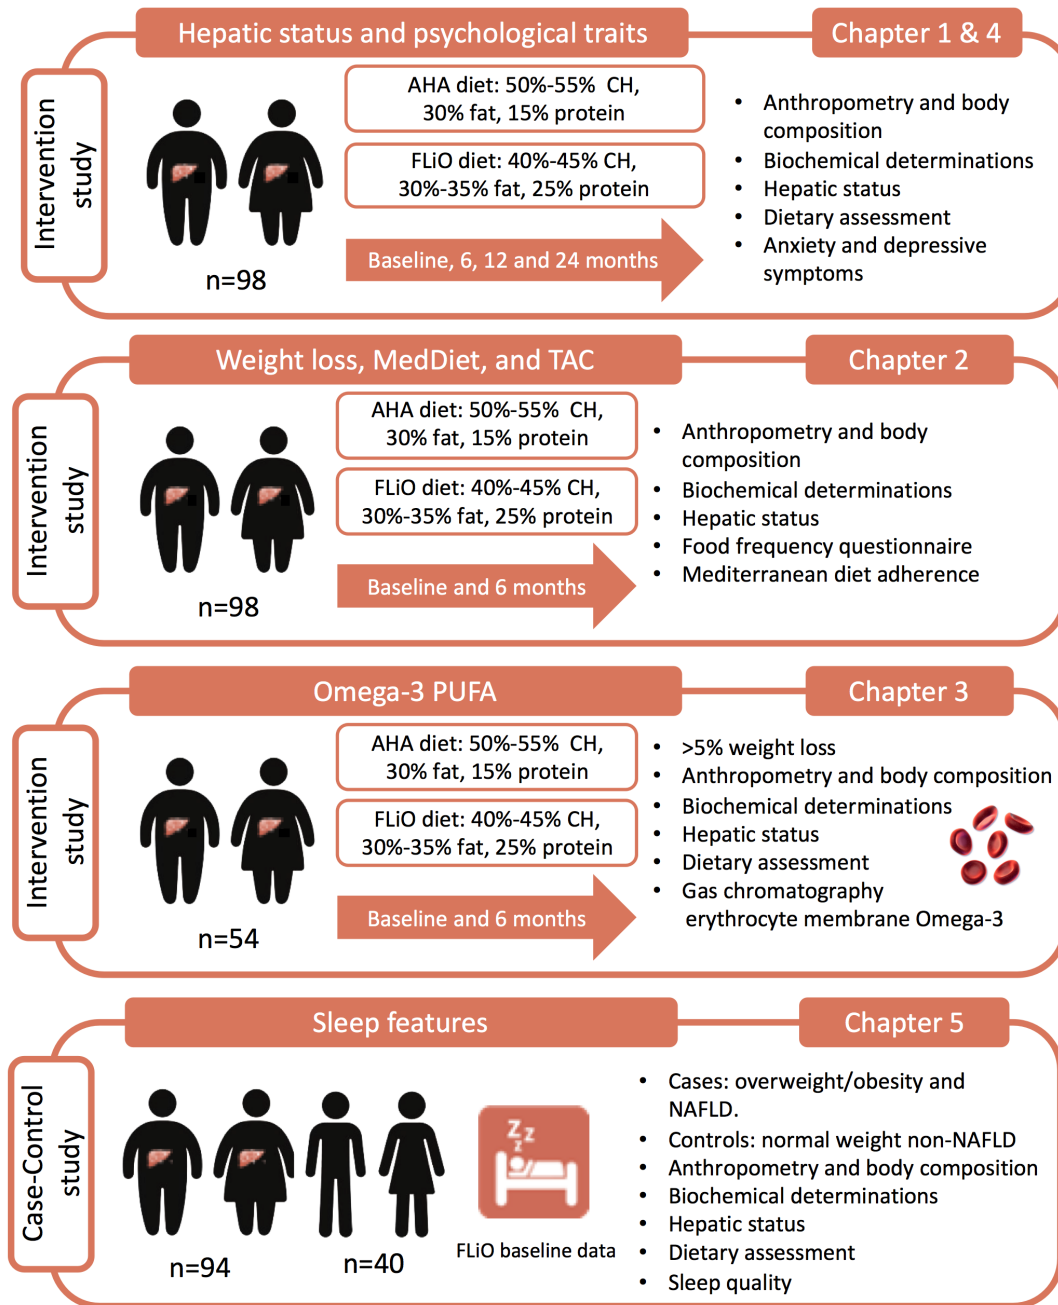 Hepatic status and psychological traits
Chapter 1 & 4
Intervention
study
AHA diet: 50%-55% CH,
30% fat, 15% protein
FLiO diet: 40%-45% CH,
30%-35% fat, 25% protein
Baseline, 6, 12 and 24 months
n=98
• Anthropometry and body
composition
• Biochemical determinations
• Hepatic status
• Dietary assessment
• Anxiety and depressive
symptoms
Weight loss, MedDiet, and TAC
Chapter 2
Intervention
study
AHA diet: 50%-55% CH,
30% fat, 15% protein
FLiO diet: 40%-45% CH,
30%-35% fat, 25% protein
Baseline and 6 months
n=98
• Anthropometry and body
composition
• Biochemical determinations
• Hepatic status
• Food frequency questionnaire
• Mediterranean diet adherence
Omega-3 PUFA
Chapter 3
Intervention
study
AHA diet: 50%-55% CH,
30% fat, 15% protein
FLiO diet: 40%-45% CH,
30%-35% fat, 25% protein
Baseline and 6 months
n=54
• >5% weight loss
• Anthropometry and body composition
• Biochemical determinations
• Hepatic status
• Dietary assessment
• Gas chromatography
erythrocyte membrane Omega-3
Sleep features
Chapter 5
Case-Control
study
n=94
n=40
Z Z
z
FLiO baseline data
• Cases: overweight/obesity and
NAFLD.
• Controls: normal weight non-NAFLD
• Anthropometry and body composition
• Biochemical determinations
• Hepatic status
• Dietary assessment
• Sleep quality